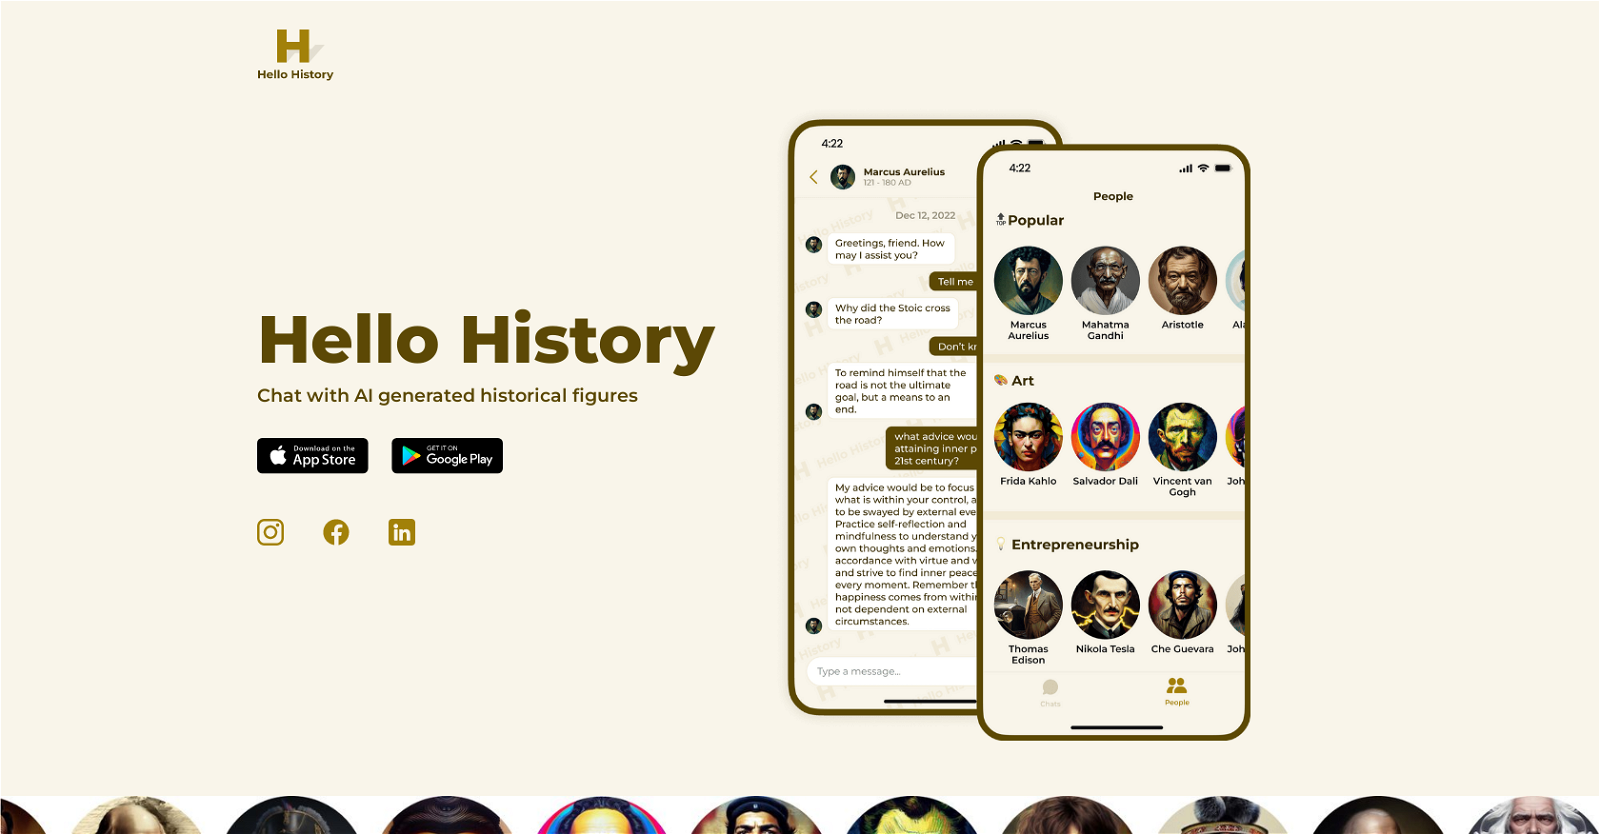 Hello History
Hello History
Chat with AI generated historical figures
Download on the
App Store
GET IT ON
Google Play
4:22
Marcus Aurelius
121 - 180 AD
Dec 12, 2022
Greetings, friend. How
may I assist you?
Tell me
Why did the Stoic cross
the road?
Don't kr
To remind himself that the
road is not the ultimate
goal, but a means to an
end.
what advice wou
attaining inner p
21st century?
My advice would be to focus
what is within your control, a
to be swayed by external eve
Practice self-reflection and
mindfulness to understand y
own thoughts and emotions.
accordance with virtue and w
and strive to find inner peace
every moment. Remember th
happiness comes from within
not dependent on external
circumstances.
Type a message...
4:22
People
TOP Popular
Marcus
Aurelius
Mahatma
Gandhi
Aristotle
Ala
Art
Frida Kahlo
Salvador Dali
Vincent van
Gogh
Joh
Entrepreneurship
Thomas
Edison
Nikola Tesla
Che Guevara
Joh
Chats
People